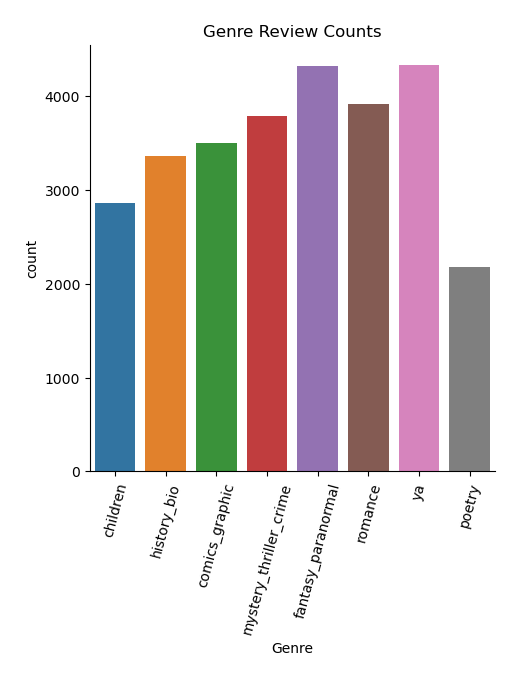 Genre Review Counts
count
4000
3000
2000
1000
0
children
history_bio
comics_graphic
mystery_thriller_crime
fantasy_paranormal
romance
ya
poetry
Genre